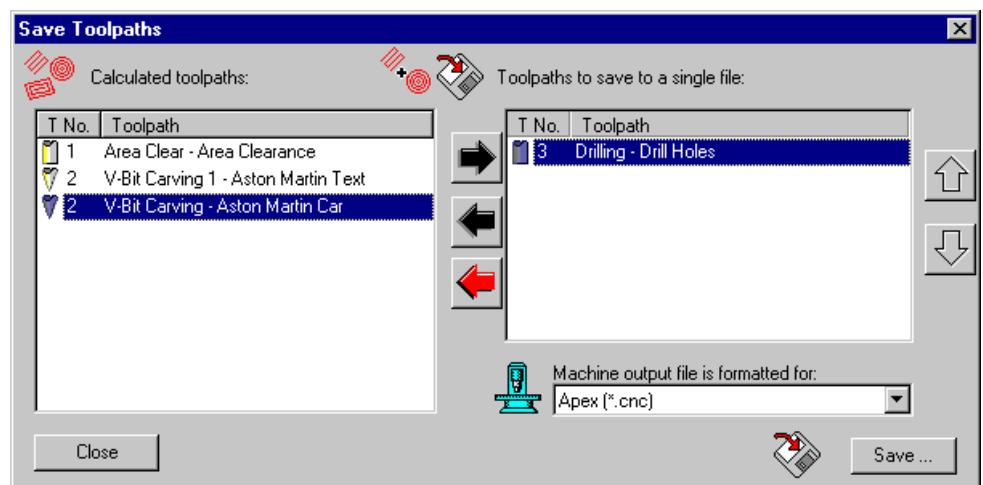 Save Toolpaths
Calculated toolpaths:
Toolpaths to save to a single file:
T No. Toolpath
1 Area Clear - Area Clearance
2 V-Bit Carving 1 - Aston Martin Text
2 V-Bit Carving - Aston Martin Car
T No. Toolpath
3 Drilling - Drill Holes
Machine output file is formatted for:
Apex (*.cnc)
Close
Save ...